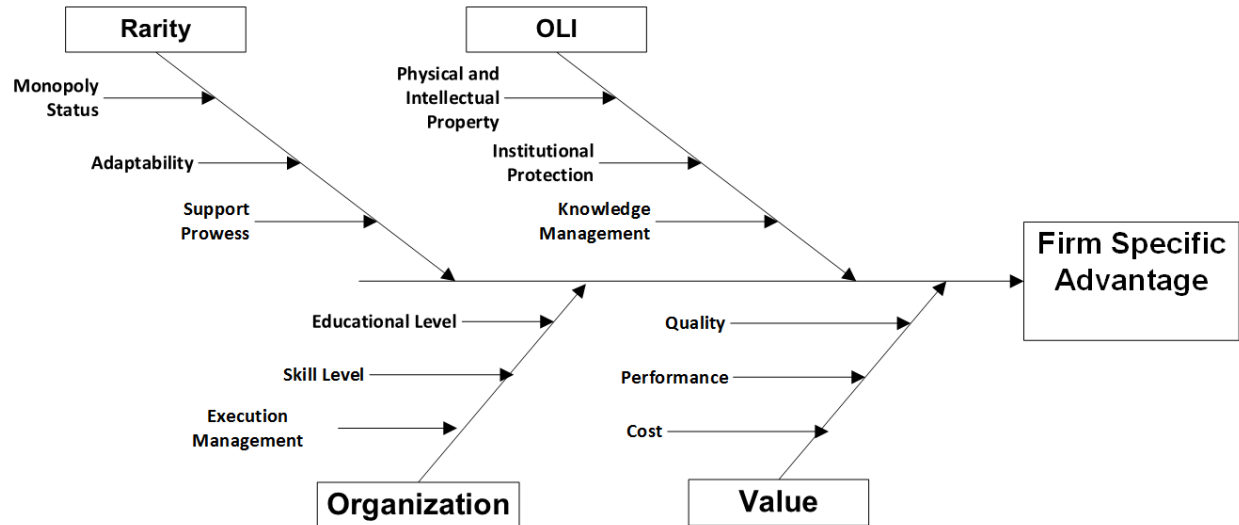 Rarity
OLI
Monopoly
Status
Physical and
Intellectual
Property
Adaptability
Institutional
Protection
Support
Prowess
Knowledge
Management
Firm Specific
Advantage
Educational Level
Quality
Skill Level
Performance
Execution
Management
Cost
Organization
Value